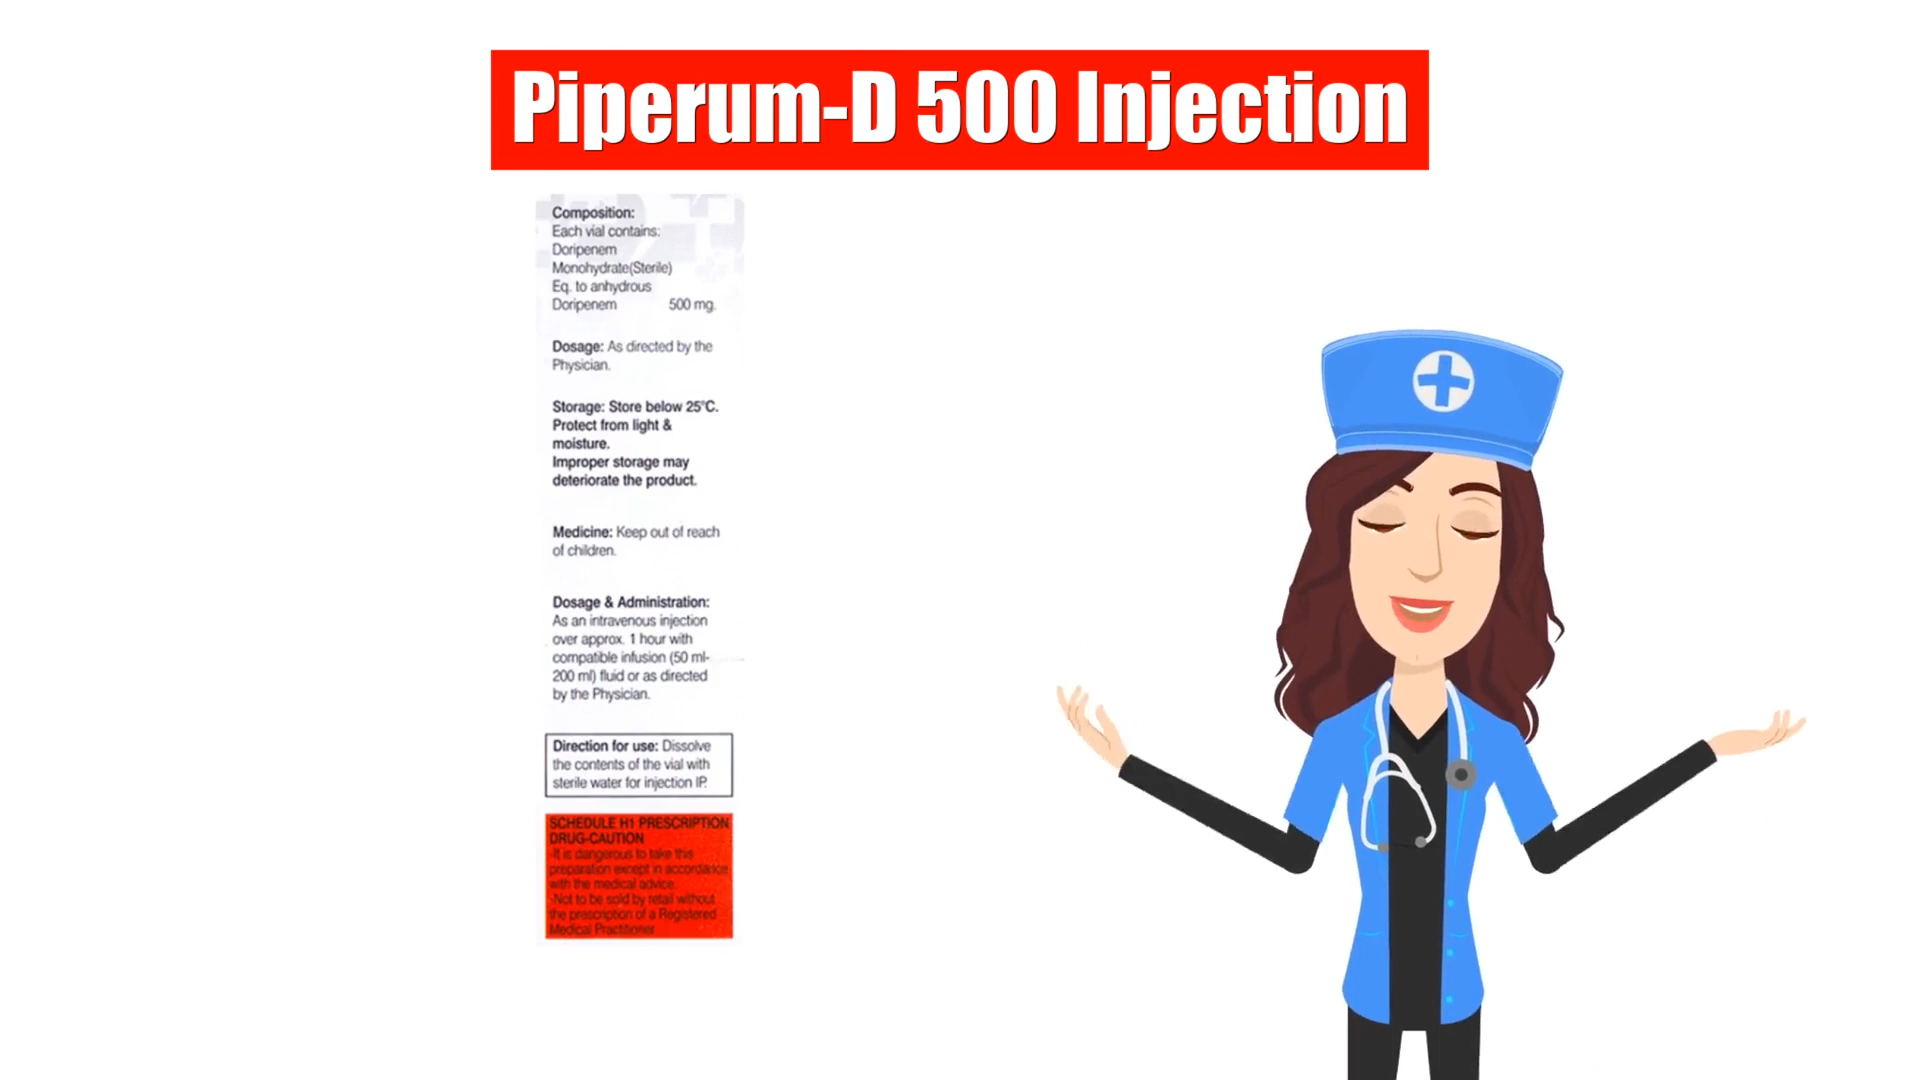 Piperum-D 500 Injection
Composition:
Each vial contains:
Doripenem
Monohydrate(Sterile)
Eq. to anhydrous
Doripenem 500 mg.
Dosage: As directed by the
Physician.
Storage: Store below 25°C.
Protect from light &
moisture.
Improper storage may
deteriorate the product.
Medicine: Keep out of reach
of children.
Dosage & Administration:
As an intravenous injection
over approx. 1 hour with
compatible infusion (50 ml-
200 ml) fluid or as directed
by the Physician.
Direction for use: Dissolve
the contents of the vial with
sterile water for injection IP.
SCHEDULE H1 PRESCRIPTION
DRUG-CAUTION
-It is dangerous to take this
preparation except in accordance
with the medical advice.
-Not to be sold by retail without
the prescription of a Registered
Medical Practitioner